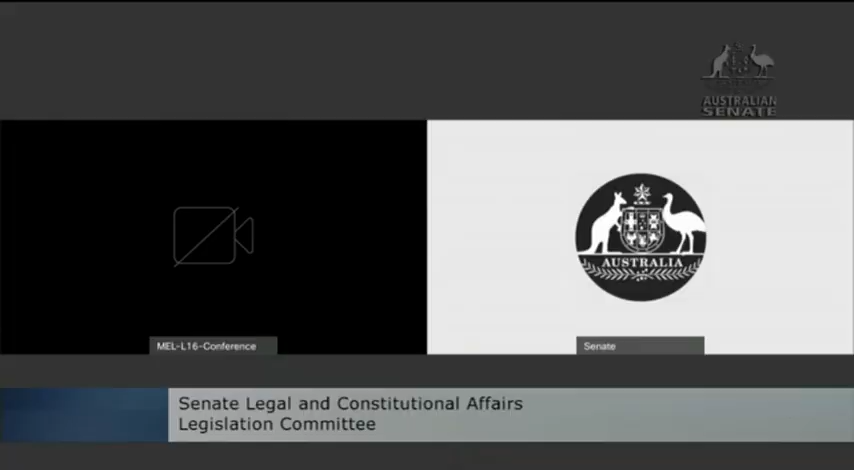 AUSTRALIAN
SENATE
AUSTRALIA
MEL-L16-Conference
Senate
Senate Legal and Constitutional Affairs
Legislation Committee